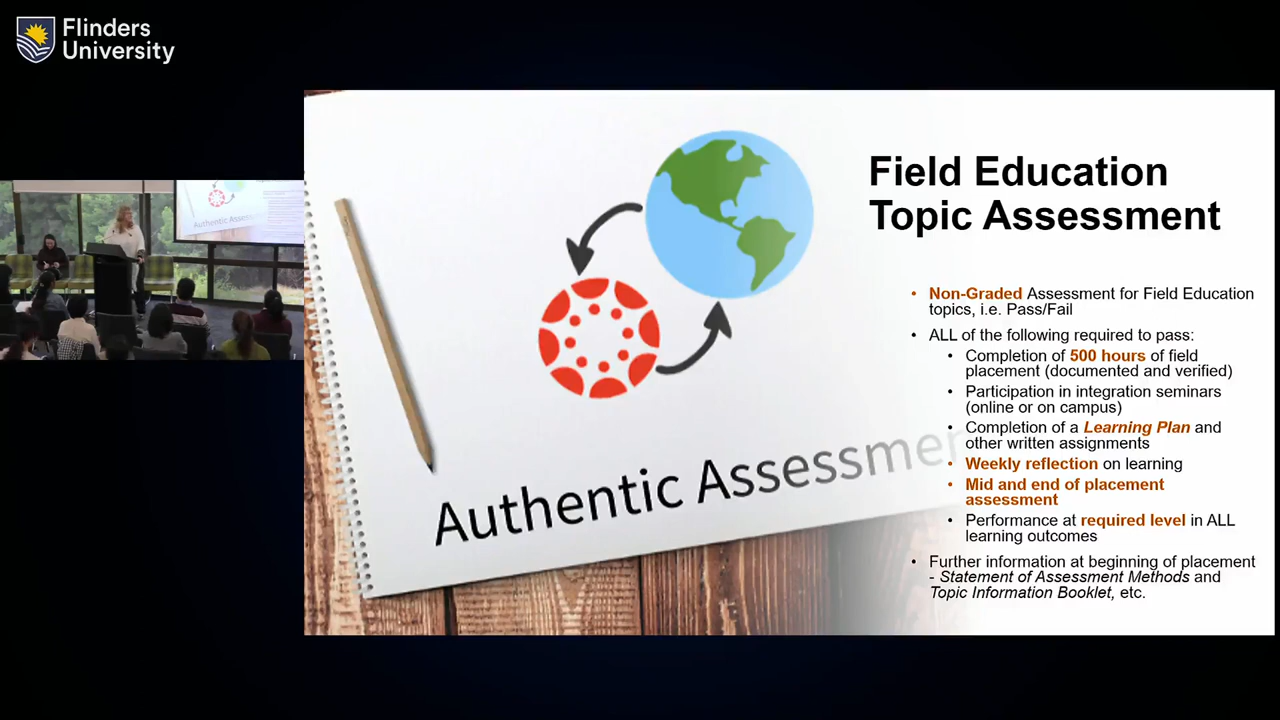 Flinders
University
Authentic Assess
Field Education
Topic Assessment
Authentic Assessmen
• Non-Graded Assessment for Field Education
topics, i.e. Pass/Fail
• ALL of the following required to pass:
• Completion of 500 hours of field
placement (documented and verified)
• Participation in integration seminars
(online or on campus)
• Completion of a Learning Plan and
other written assignments
• Weekly reflection on learning
• Mid and end of placement
assessment
• Performance at required level in ALL
learning outcomes
• Further information at beginning of placement
- Statement of Assessment Methods and
Topic Information Booklet, etc.